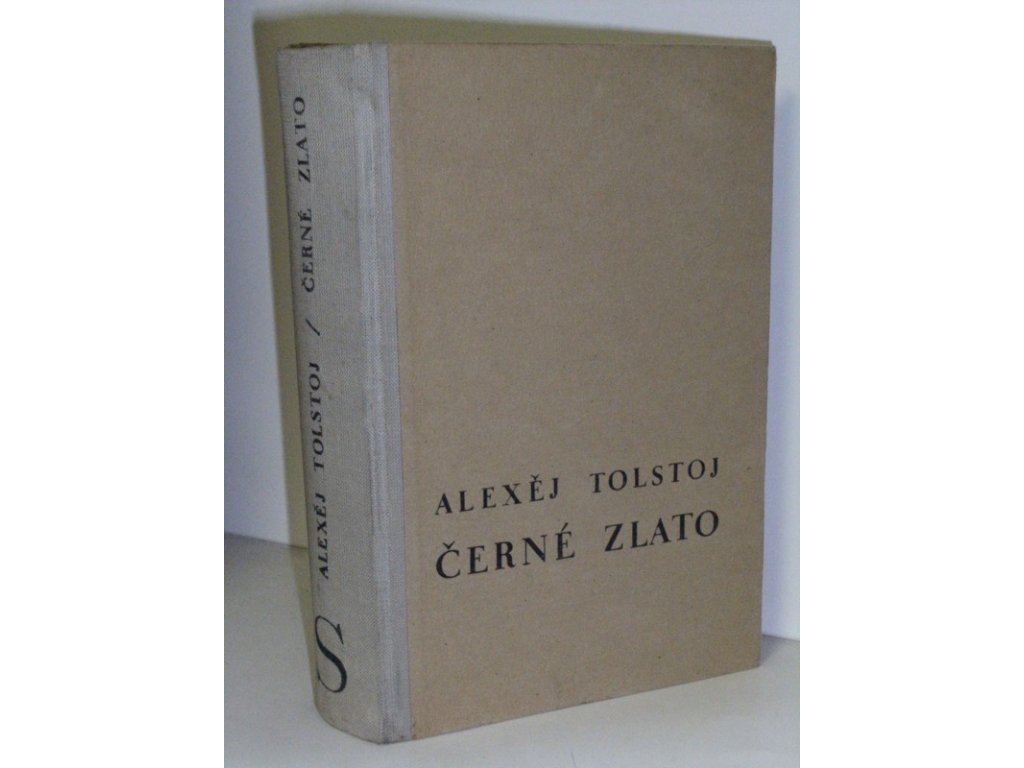 ALEXĚJ TOLSTOJ / ČERNÉ ZLATO
S
ALEXĚJ TOLSTOJ
ČERNÉ ZLATO